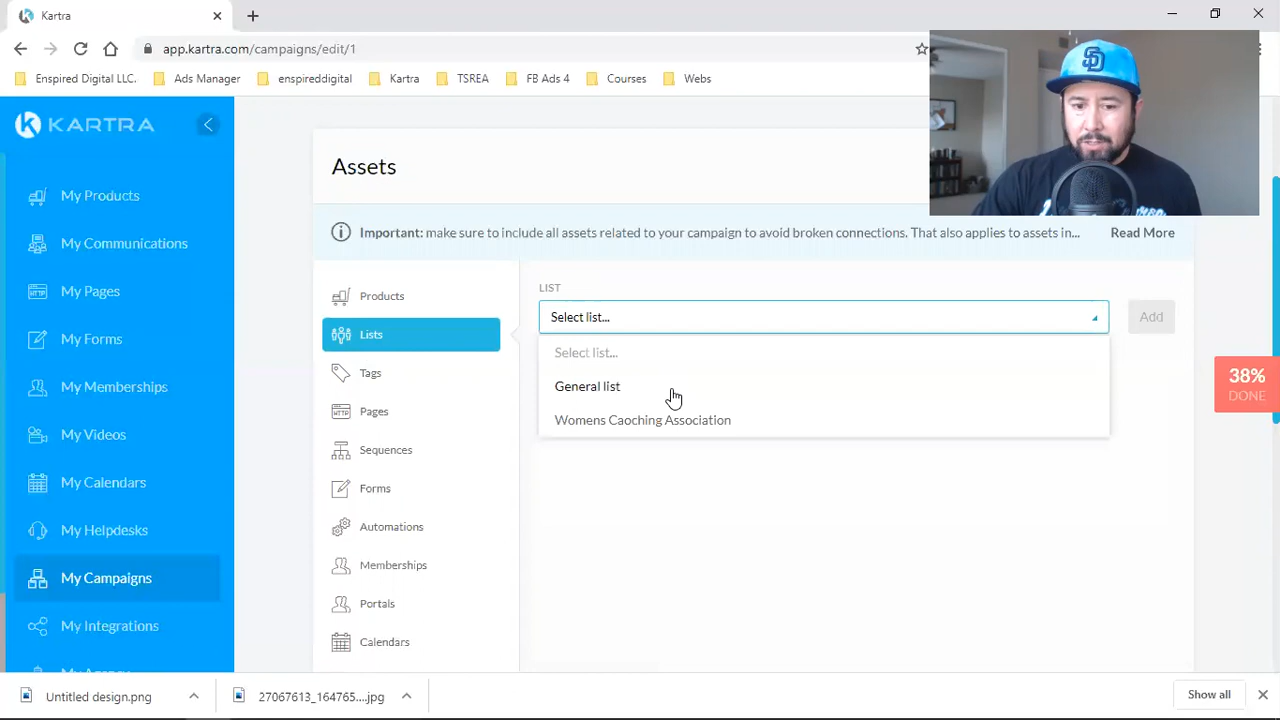 Kartra
app.kartra.com/campaigns/edit/1
Enspired Digital LLC.
Ads Manager
enspireddigital
Kartra
TSREA
FB Ads 4
Courses
Webs
KARTRA
My Products
My Communications
My Pages
My Forms
My Memberships
My Videos
My Calendars
My Helpdesks
My Campaigns
My Integrations
Assets
Important: make sure to include all assets related to your campaign to avoid broken connections. That also applies to assets in...
Read More
Products
Lists
Tags
Pages
Sequences
Forms
Automations
Memberships
Portals
Calendars
LIST
Select list...
Add
Select list...
General list
Womens Caoching Association
38%
DONE
Untitled design.png
27067613_164765....jpg
Show all